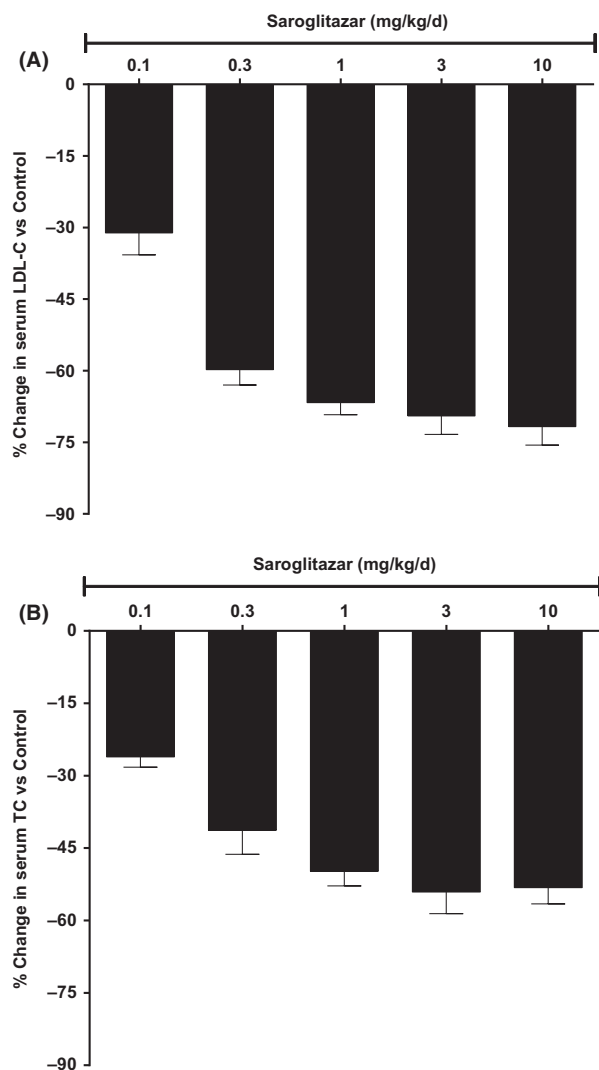 Saroglitazar (mg/kg/d)
(A)
0.1 0.3 1 3 10
0
–15
–30
–45
–60
–75
–90
% Change in serum LDL-C vs Control
Saroglitazar (mg/kg/d)
(B)
0.1 0.3 1 3 10
0
–15
–30
–45
–60
–75
–90
% Change in serum TC vs Control